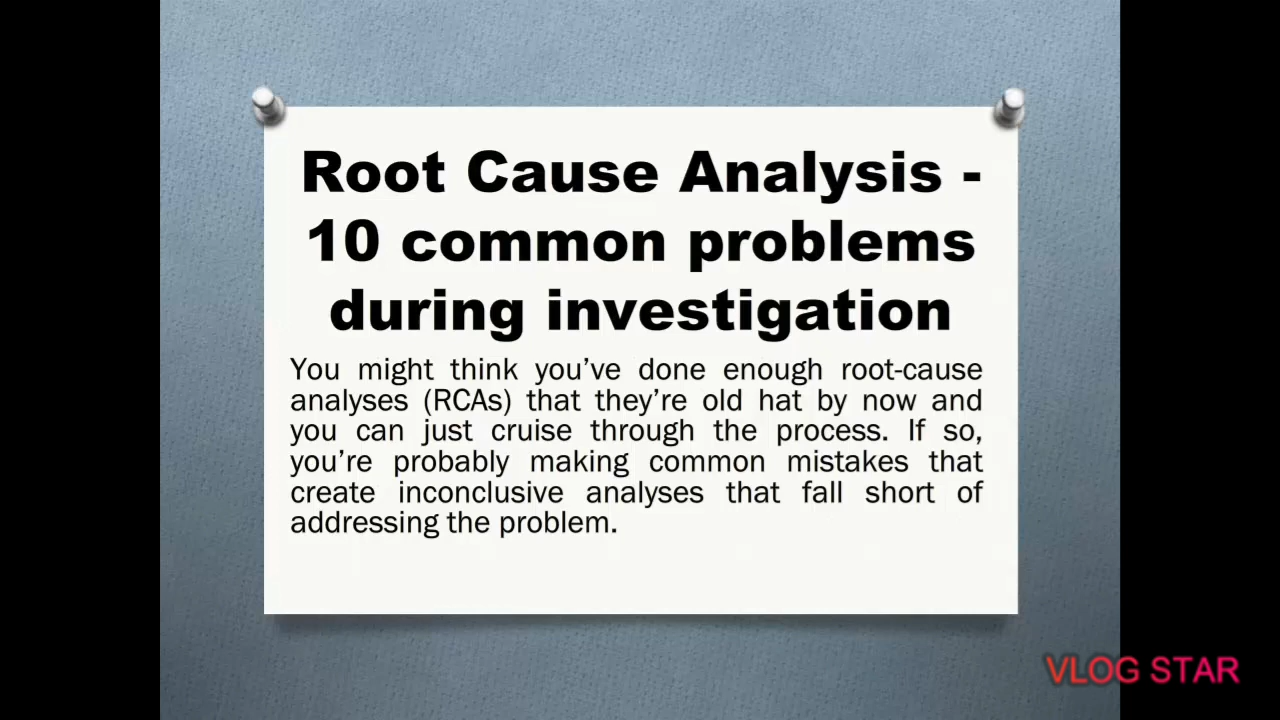 Root Cause Analysis -
10 common problems
during investigation
You might think you’ve done enough root-cause
analyses (RCAs) that they’re old hat by now and
you can just cruise through the process. If so,
you’re probably making common mistakes that
create inconclusive analyses that fall short of
addressing the problem.
VLOG STAR